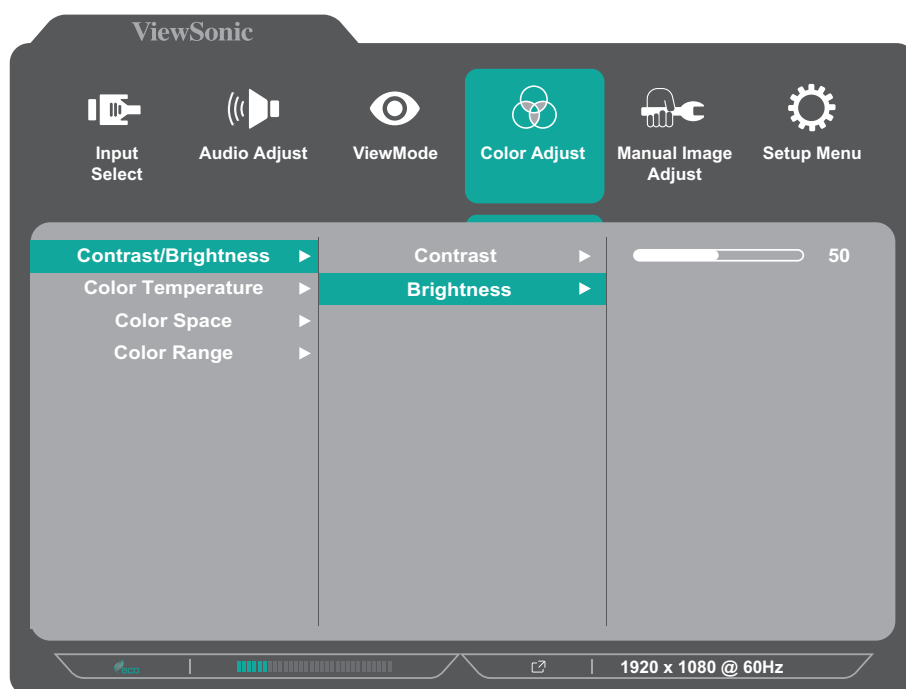 ViewSonic
Input
Select
Audio Adjust
ViewMode
Color Adjust
Manual Image
Adjust
Setup Menu
Contrast/Brightness
Color Temperature
Color Space
Color Range
Contrast
Brightness
50
eco
1920 x 1080 @ 60Hz